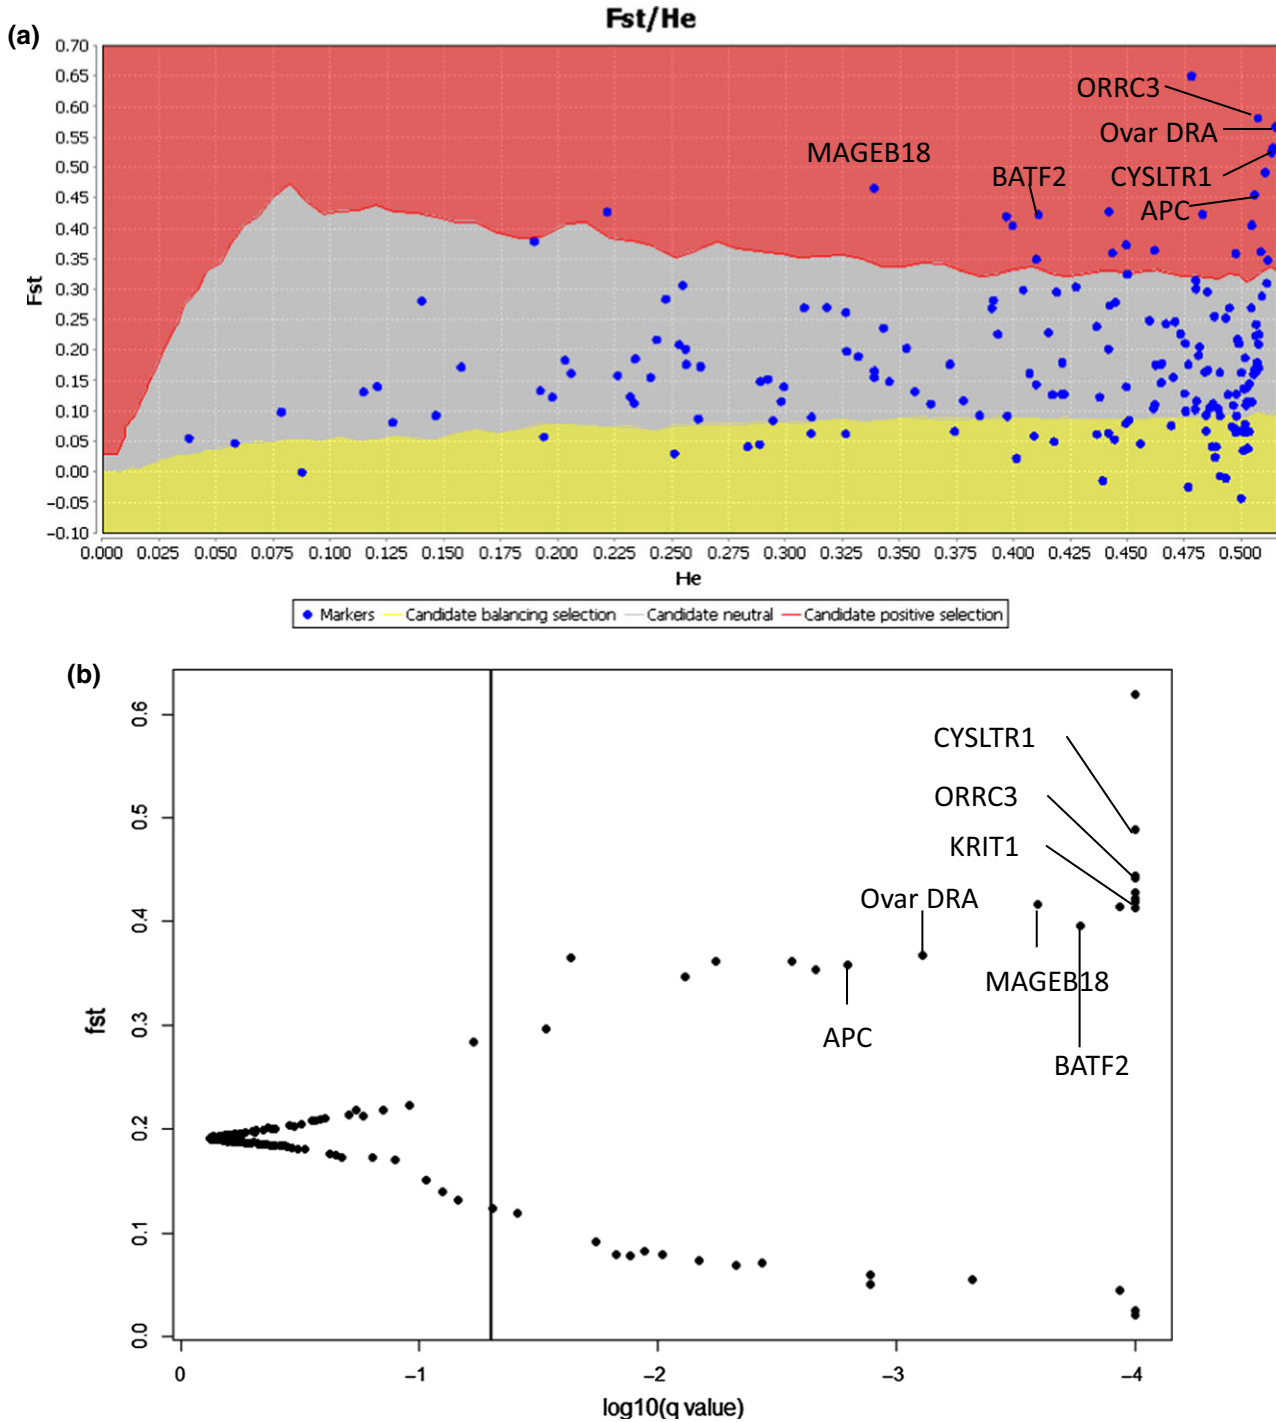 Fst/He
(a)
0.70
0.65
0.60
0.55
0.50
0.45
0.40
0.35
0.30
0.25
0.20
0.15
0.10
0.05
0.00
−0.05
−0.10
Fst
ORRC3
Ovar DRA
MAGEB18
BATF2
CYSLTR1
APC
0.000 0.025 0.050 0.075 0.100 0.125 0.150 0.175 0.200 0.225 0.250 0.275 0.300 0.325 0.350 0.375 0.400 0.425 0.450 0.475 0.500
He
Markers Candidate balancing selection Candidate neutral Candidate positive selection
(b)
0.6
0.5
0.4
0.3
0.2
0.1
0.0
fst
CYSLTR1
ORRC3
KRIT1
Ovar DRA
MAGEB18
APC
BATF2
0 −1 −2 −3 −4
log10(q value)